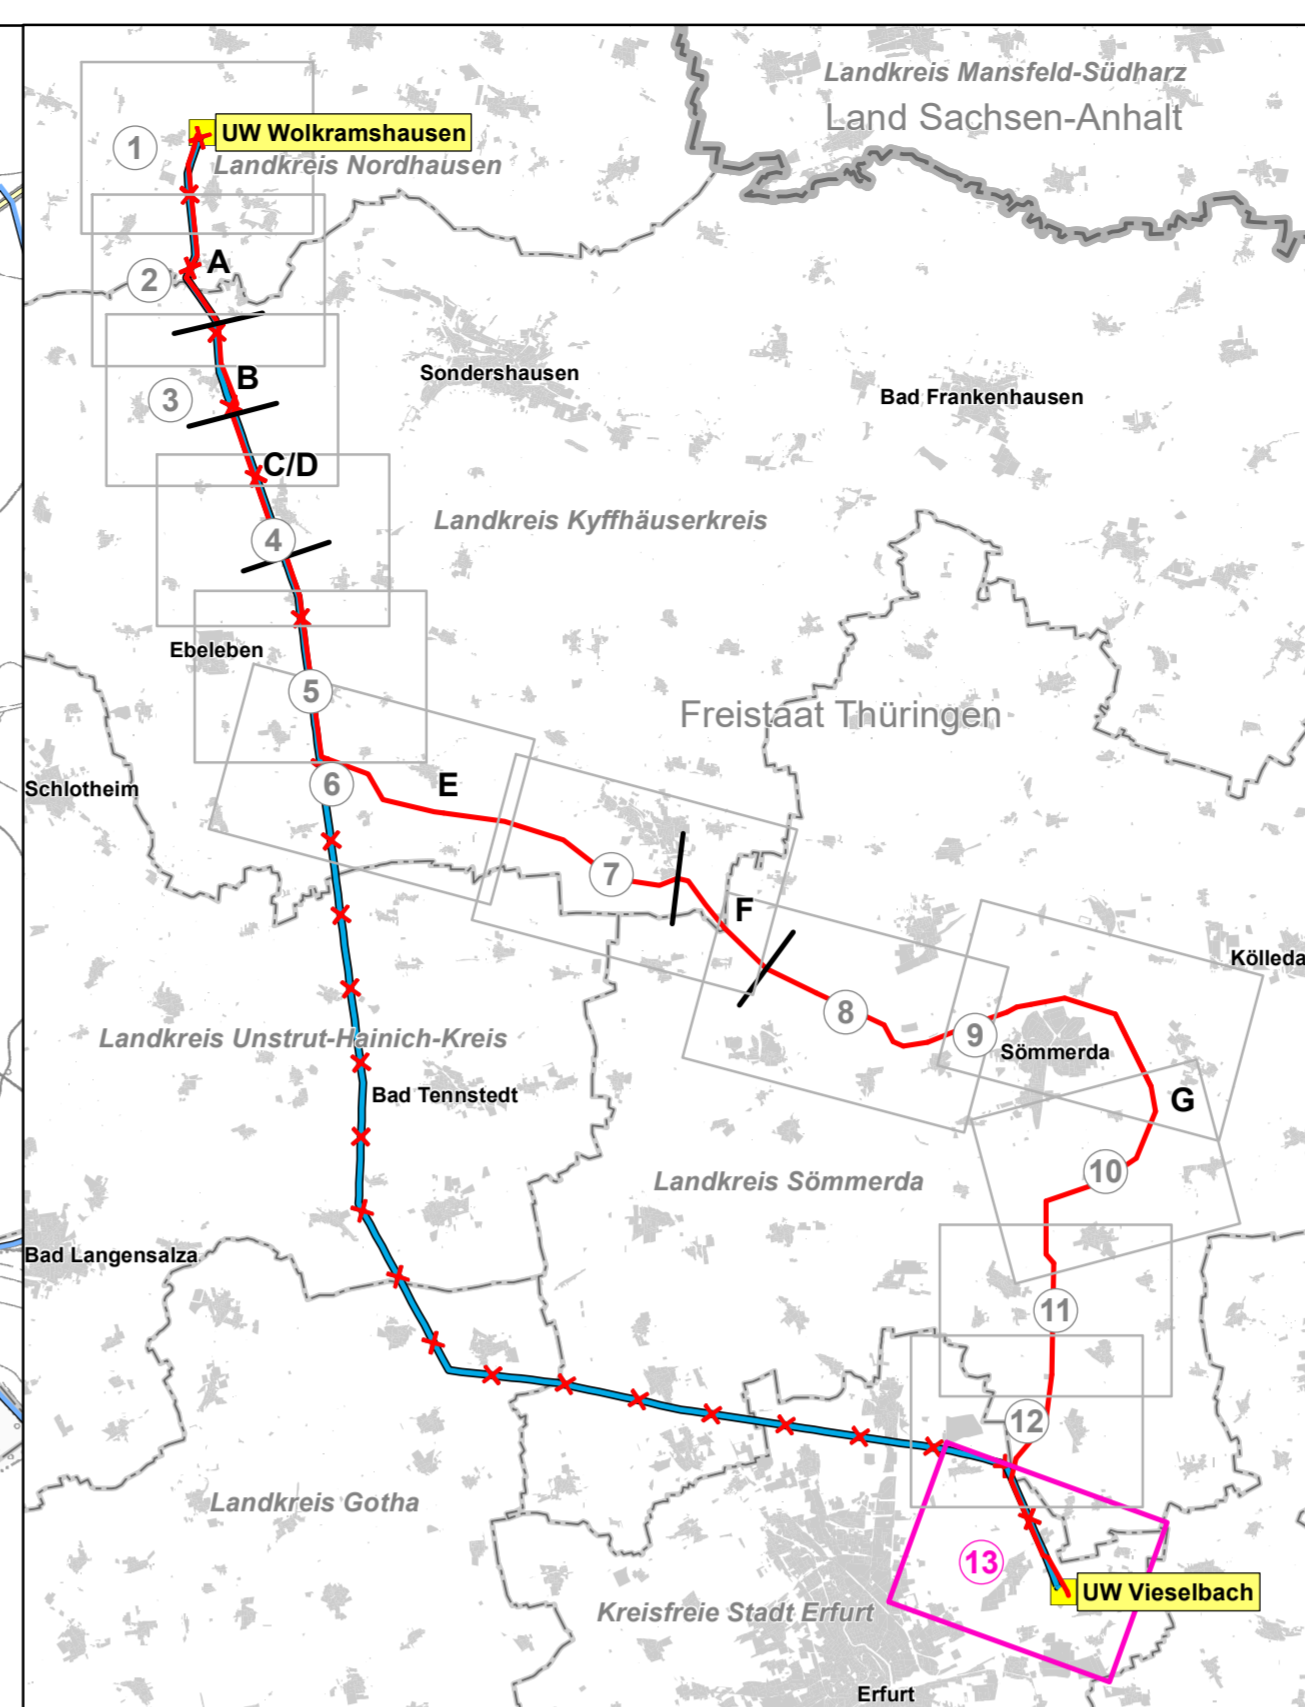 Landkreis Mansfeld-Südharz
Land Sachsen-Anhalt
UW Wolkramshausen
1
Landkreis Nordhausen
A
2
B
Sondershausen
3
Bad Frankenhausen
C/D
Landkreis Kyffhäuserkreis
4
Ebeleben
5
Freistaat Thüringen
6
E
Schlotheim
7
F
Kölleda
8
9
Landkreis Unstrut-Hainich-Kreis
Sömmerda
Bad Tennstedt
G
10
Landkreis Sömmerda
Bad Langensalza
11
12
Landkreis Gotha
13
UW Vieselbach
Kreisfreie Stadt Erfurt
Erfurt